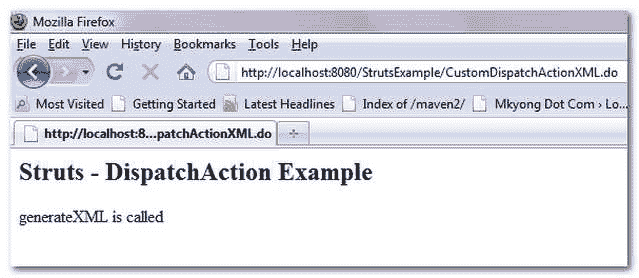 Mozilla Firefox
File Edit View History Bookmarks Tools Help
http://localhost:8080/StrutsExample/CustomDispatchActionXML.do
Most Visited Getting Started Latest Headlines Index of /maven2/ Mkyong Dot Com › Lo...
http://localhost:8...patchActionXML.do
Struts - DispatchAction Example
generateXML is called